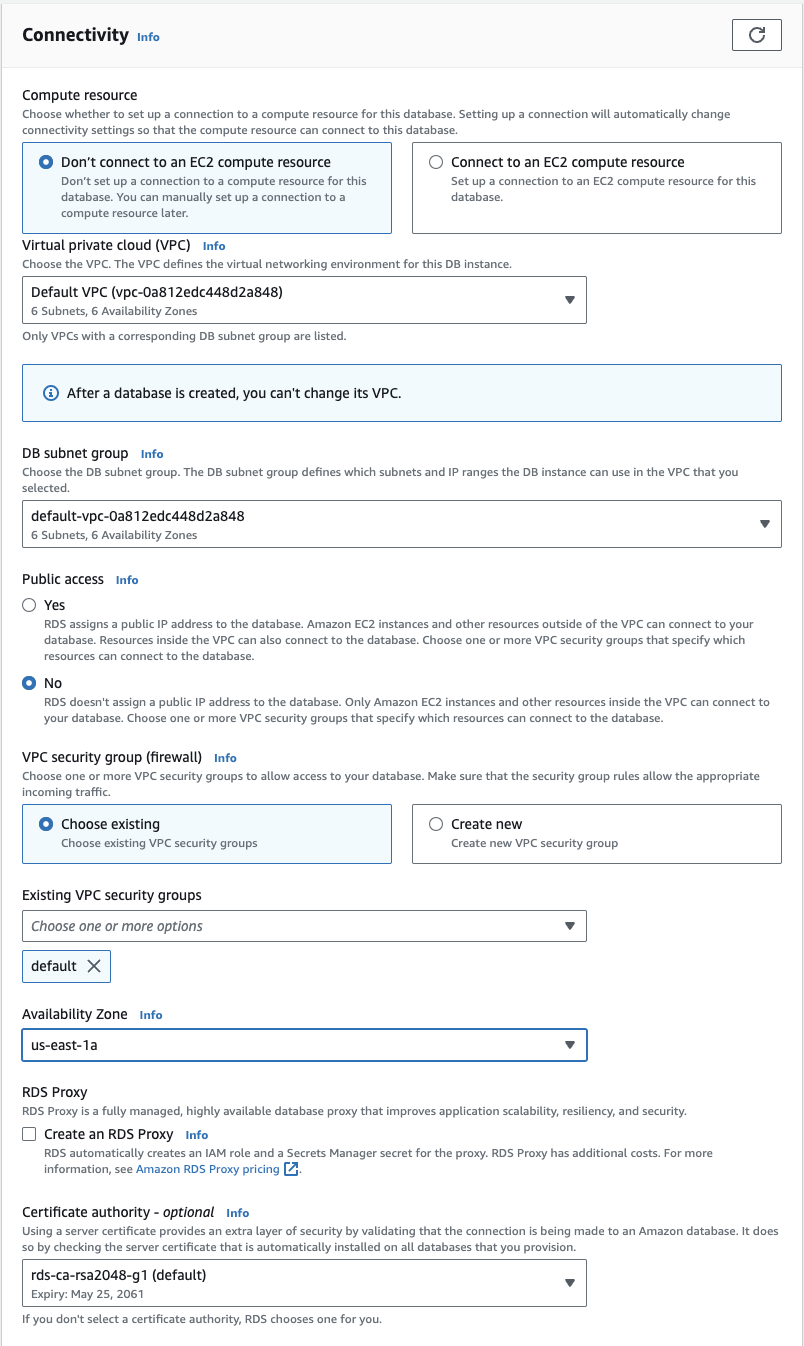 Connectivity Info
Compute resource
Choose whether to set up a connection to a compute resource for this database. Setting up a connection will automatically change
connectivity settings so that the compute resource can connect to this database.
Don't connect to an EC2 compute resource
Don't set up a connection to a compute resource for this
database. You can manually set up a connection to a
compute resource later.
Connect to an EC2 compute resource
Set up a connection to an EC2 compute resource for this
database.
Virtual private cloud (VPC) Info
Choose the VPC. The VPC defines the virtual networking environment for this DB instance.
Default VPC (vpc-0a812edc448d2a848)
6 Subnets, 6 Availability Zones
Only VPCs with a corresponding DB subnet group are listed.
After a database is created, you can't change its VPC.
DB subnet group Info
Choose the DB subnet group. The DB subnet group defines which subnets and IP ranges the DB instance can use in the VPC that you
selected.
default-vpc-0a812edc448d2a848
6 Subnets, 6 Availability Zones
Public access Info
Yes
RDS assigns a public IP address to the database. Amazon EC2 instances and other resources outside of the VPC can connect to your
database. Resources inside the VPC can also connect to the database. Choose one or more VPC security groups that specify which
resources can connect to the database.
No
RDS doesn't assign a public IP address to the database. Only Amazon EC2 instances and other resources inside the VPC can connect to
your database. Choose one or more VPC security groups that specify which resources can connect to the database.
VPC security group (firewall) Info
Choose one or more VPC security groups to allow access to your database. Make sure that the security group rules allow the appropriate
incoming traffic.
Choose existing
Choose existing VPC security groups
Create new
Create new VPC security group
Existing VPC security groups
Choose one or more options
default
Availability Zone Info
us-east-1a
RDS Proxy
RDS Proxy is a fully managed, highly available database proxy that improves application scalability, resiliency, and security.
Create an RDS Proxy Info
RDS automatically creates an IAM role and a Secrets Manager secret for the proxy. RDS Proxy has additional costs. For more
information, see Amazon RDS Proxy pricing.
Certificate authority - optional Info
Using a server certificate provides an extra layer of security by validating that the connection is being made to an Amazon database. It does
so by checking the server certificate that is automatically installed on all databases that you provision.
rds-ca-rsa2048-g1 (default)
Expiry: May 25, 2061
If you don't select a certificate authority, RDS chooses one for you.